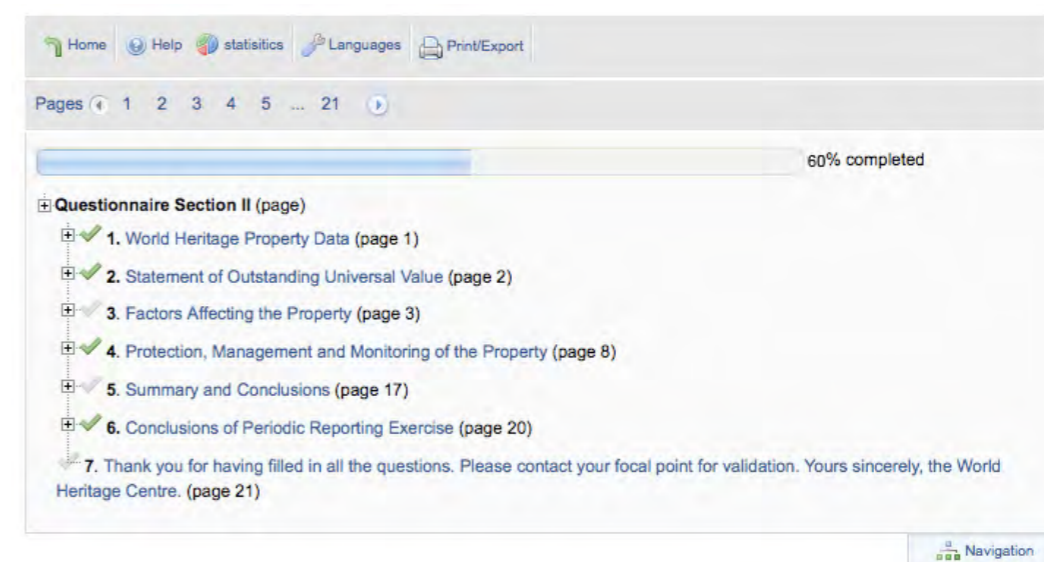 Home Help statisitics Languages Print/Export
Pages 1 2 3 4 5 ... 21
60% completed
Questionnaire Section II (page)
1. World Heritage Property Data (page 1)
2. Statement of Outstanding Universal Value (page 2)
3. Factors Affecting the Property (page 3)
4. Protection, Management and Monitoring of the Property (page 8)
5. Summary and Conclusions (page 17)
6. Conclusions of Periodic Reporting Exercise (page 20)
7. Thank you for having filled in all the questions. Please contact your focal point for validation. Yours sincerely, the World
Heritage Centre. (page 21)
Navigation